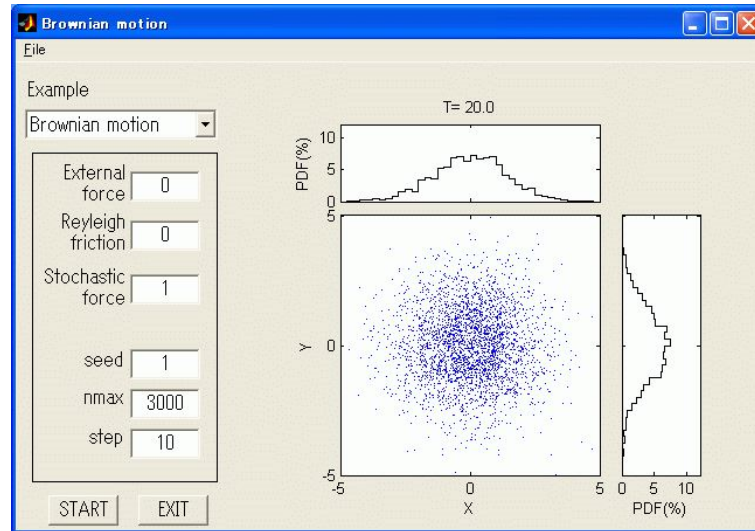 Brownian motion
File
Example
Brownian motion
External
force
0
Reyleigh
friction
0
Stochastic
force
1
seed
1
nmax
3000
step
10
START
EXIT
T= 20.0
PDF(%)
10
5
0
Y
5
0
-5
-5
0
5
X
0
5
10
PDF(%)